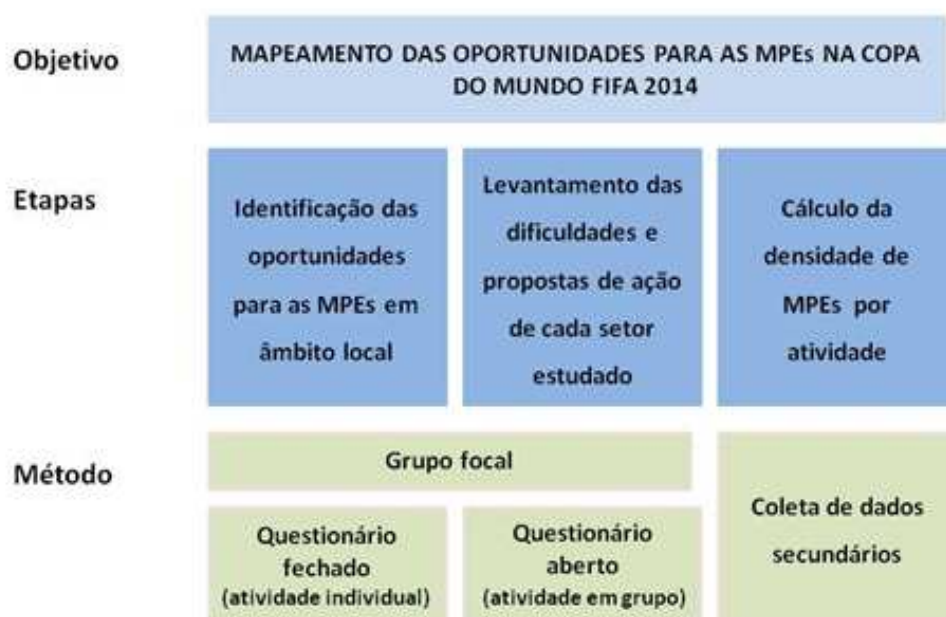 Objetivo
MAPEAMENTO DAS OPORTUNIDADES PARA AS MPEs NA COPA
DO MUNDO FIFA 2014
Etapas
Identificação das
oportunidades
para as MPEs em
âmbito local
Levantamento das
dificuldades e
propostas de ação
de cada setor
estudado
Cálculo da
densidade de
MPEs por
atividade
Método
Grupo focal
Questionário
fechado
(atividade individual)
Questionário
aberto
(atividade em grupo)
Coleta de dados
secundários